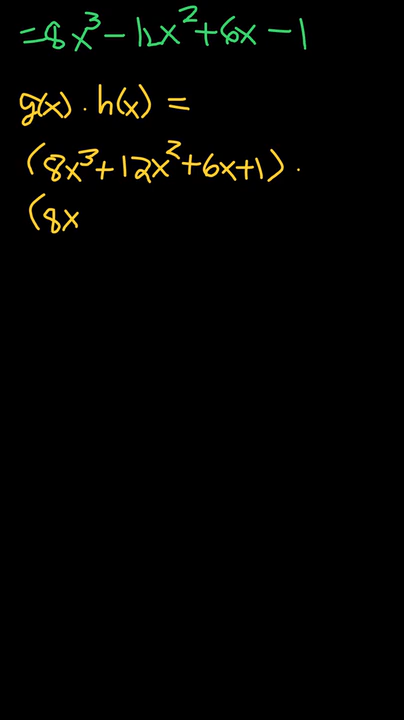 =8x³-12x²+6x-1
g(x).h(x)=
(8x³+12x²+6x+1).
(8x